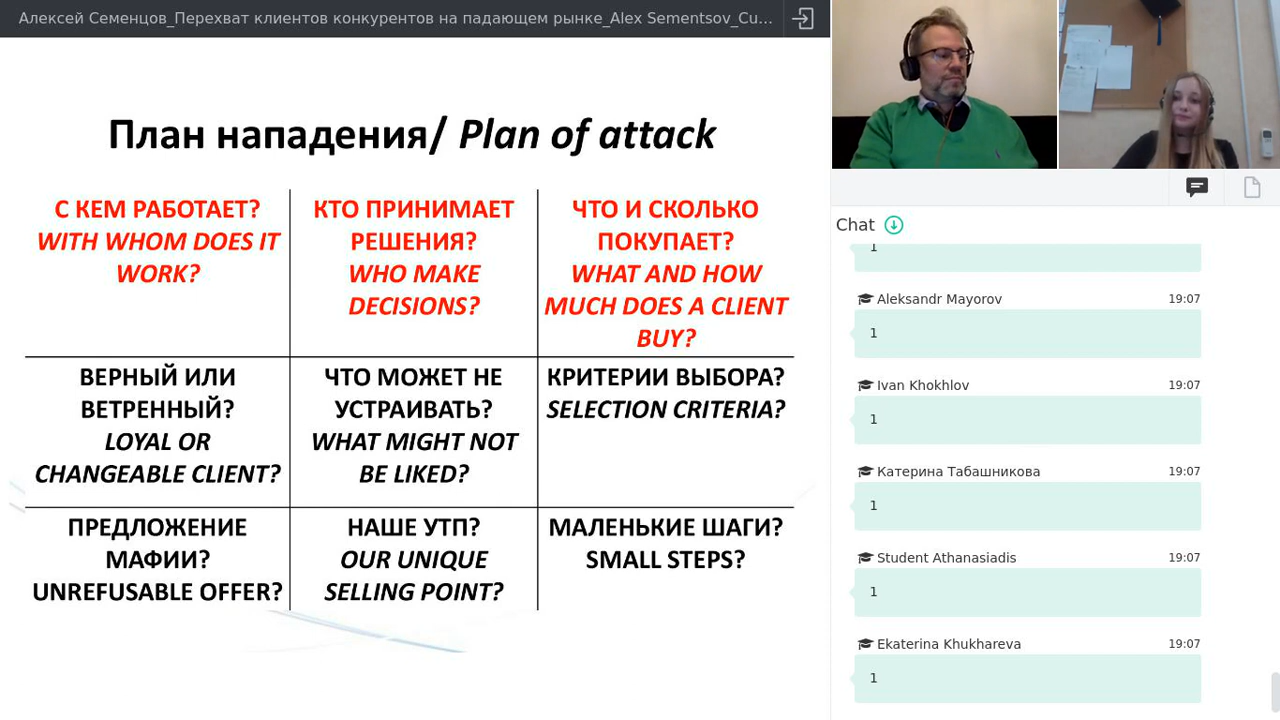 Алексей Семенцов_Перехват клиентов конкурентов на падающем рынке_Alex Sementsov_Cu...
План нападения/ Plan of attack
С КЕМ РАБОТАЕТ?
WITH WHOM DOES IT
WORK?
КТО ПРИНИМАЕТ
РЕШЕНИЯ?
WHO MAKE
DECISIONS?
ЧТО И СКОЛЬКО
ПОКУПАЕТ?
WHAT AND HOW
MUCH DOES A CLIENT
BUY?
ВЕРНЫЙ ИЛИ
ВЕТРЕННЫЙ?
LOYAL OR
CHANGEABLE CLIENT?
ЧТО МОЖЕТ НЕ
УСТРАИВАТЬ?
WHAT MIGHT NOT
BE LIKED?
КРИТЕРИИ ВЫБОРА?
SELECTION CRITERIA?
ПРЕДЛОЖЕНИЕ
МАФИИ?
UNREFUSABLE OFFER?
НАШЕ УТП?
OUR UNIQUE
SELLING POINT?
МАЛЕНЬКИЕ ШАГИ?
SMALL STEPS?
Chat
1
Aleksandr Mayorov 19:07
1
Ivan Khokhlov 19:07
1
Катерина Табашникова 19:07
1
Student Athanasiadis 19:07
1
Ekaterina Khukhareva 19:07
1